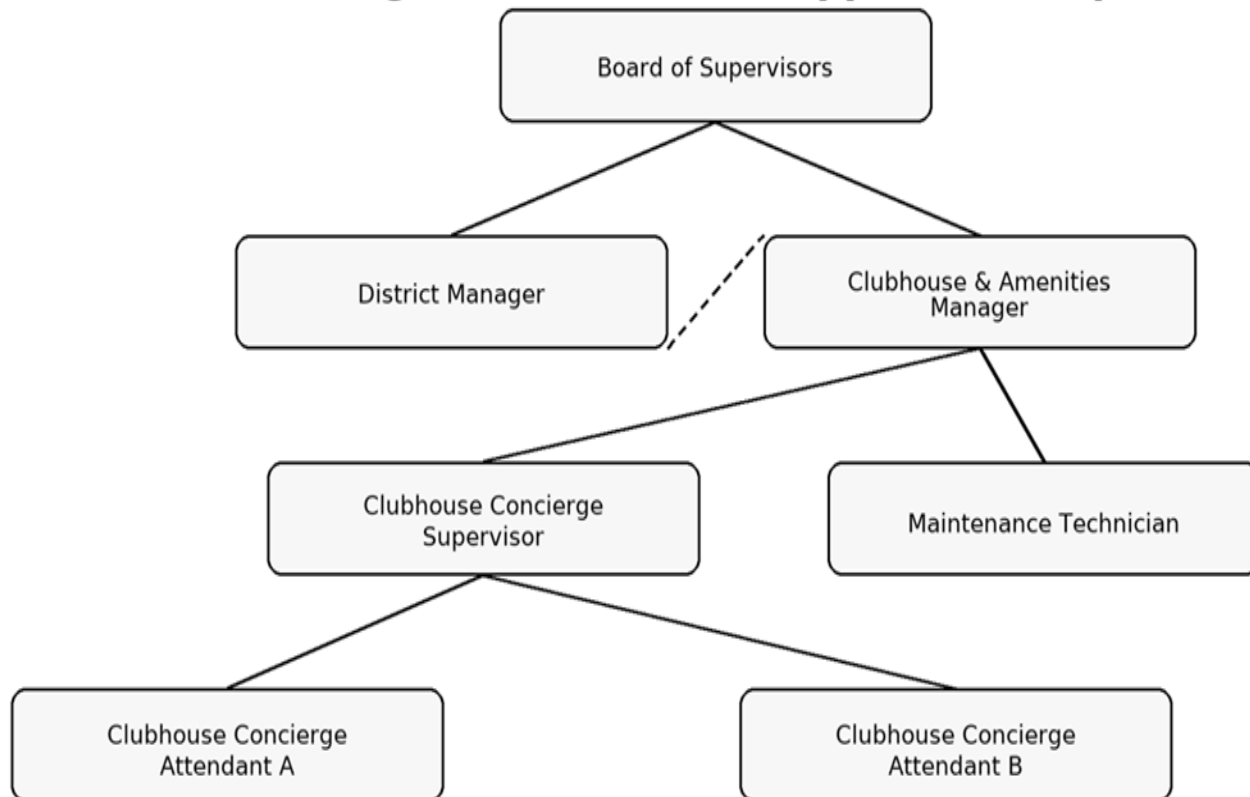 Board of Supervisors
District Manager
Clubhouse & Amenities
Manager
Clubhouse Concierge
Supervisor
Maintenance Technician
Clubhouse Concierge
Attendant A
Clubhouse Concierge
Attendant B